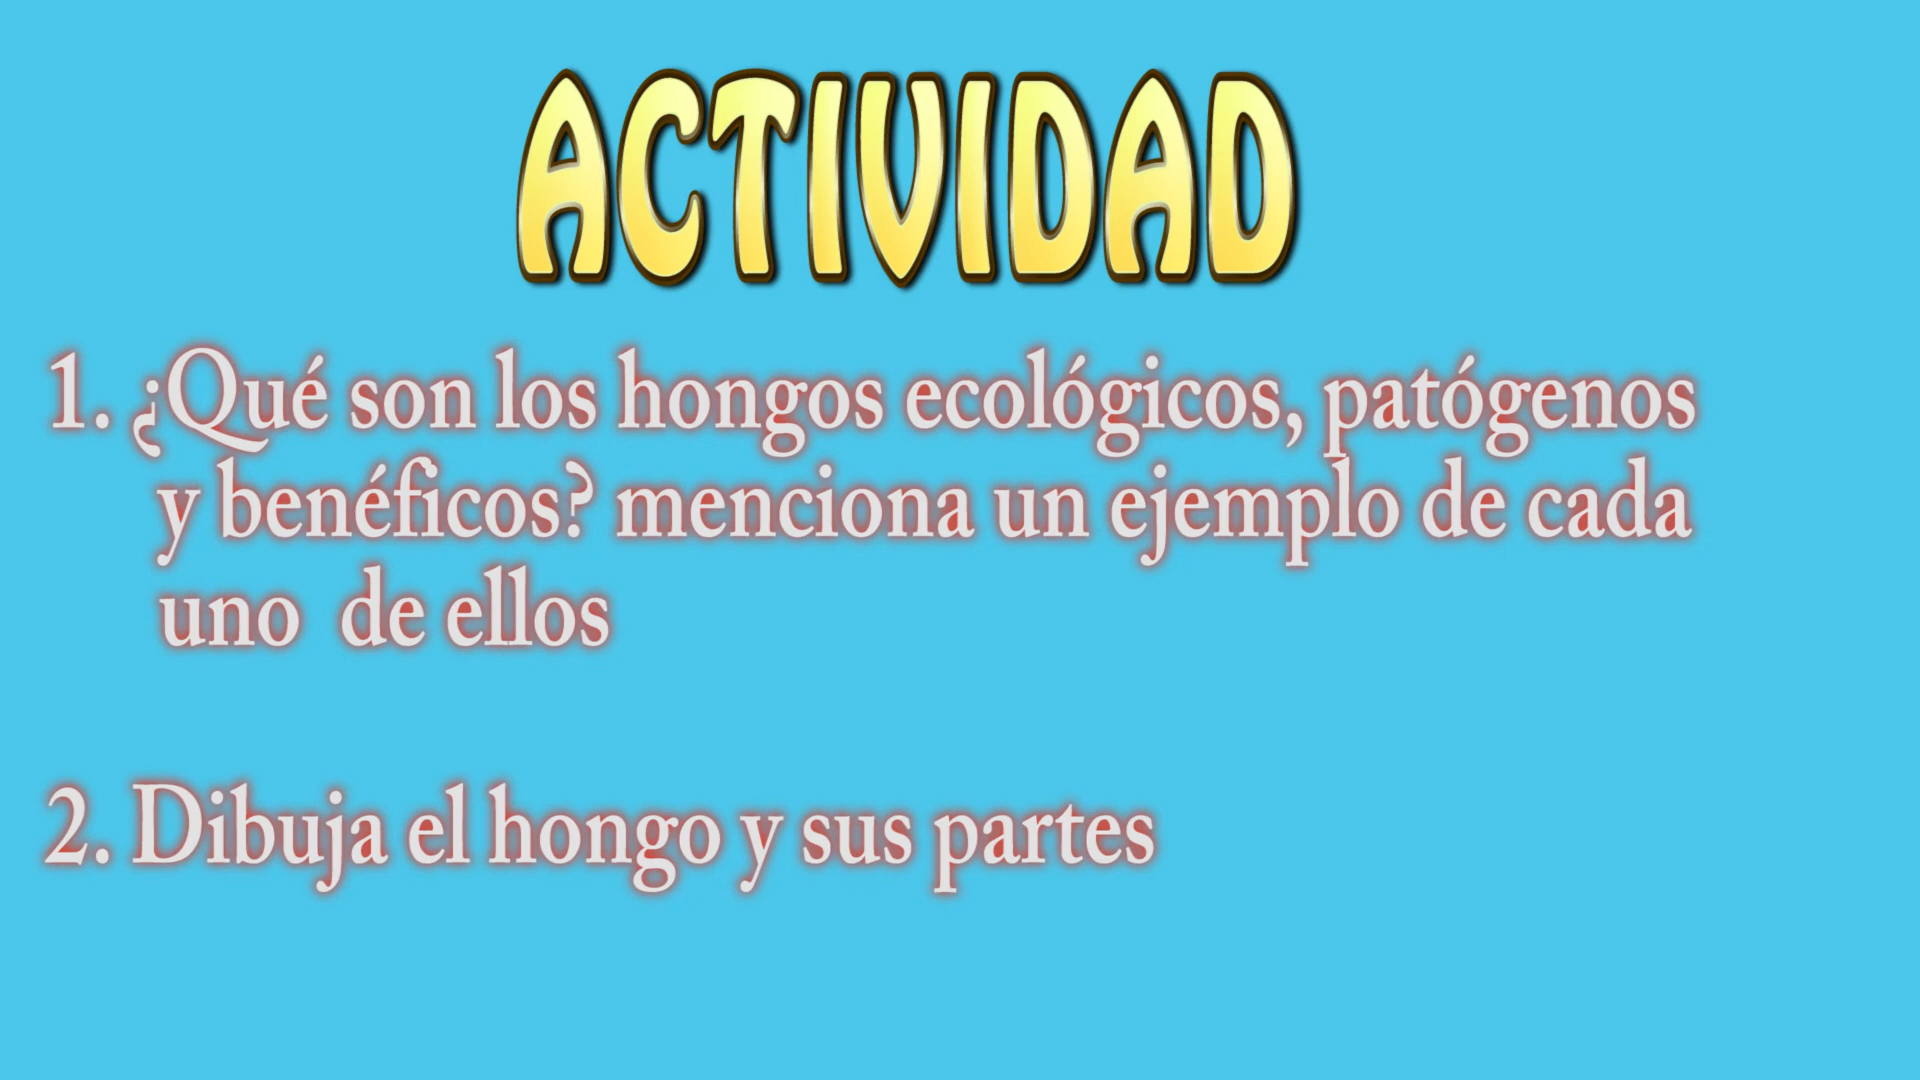 ACTIVIDAD
1. ¿Qué son los hongos ecológicos, patógenos
y benéficos? menciona un ejemplo de cada
uno de ellos
2. Dibuja el hongo y sus partes